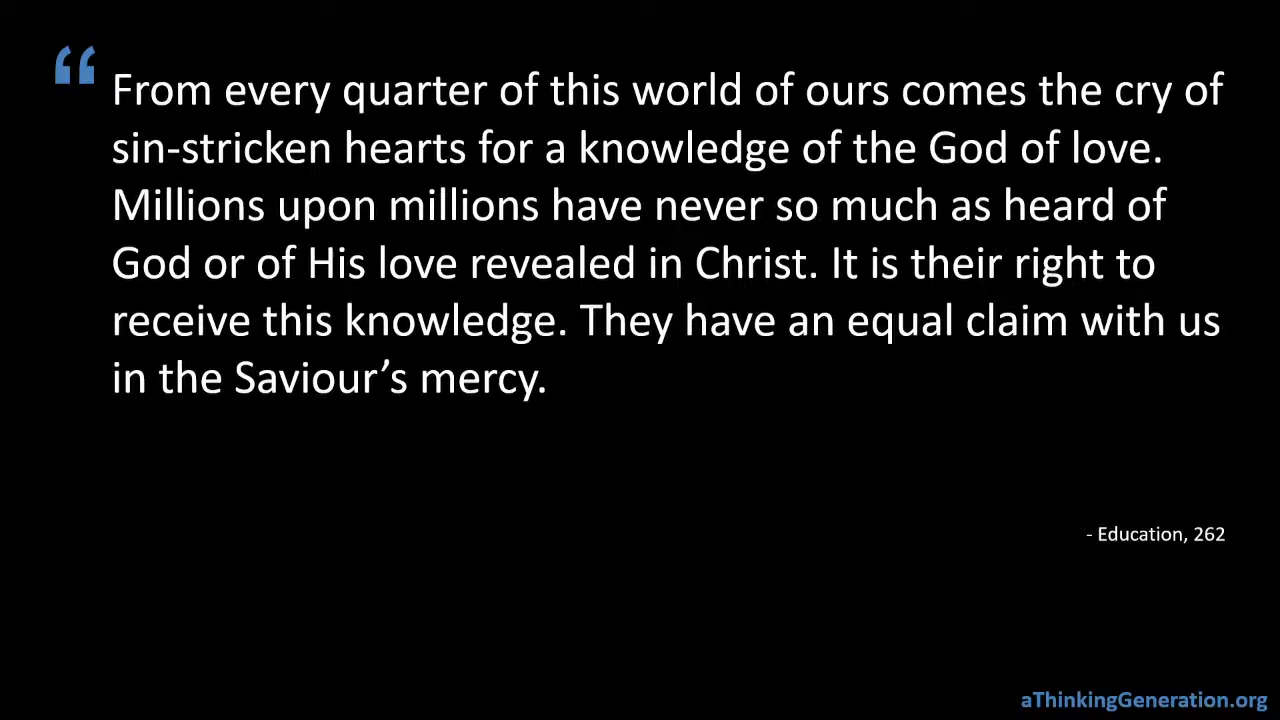 “
From every quarter of this world of ours comes the cry of
sin-stricken hearts for a knowledge of the God of love.
Millions upon millions have never so much as heard of
God or of His love revealed in Christ. It is their right to
receive this knowledge. They have an equal claim with us
in the Saviour’s mercy.
- Education, 262
aThinkingGeneration.org